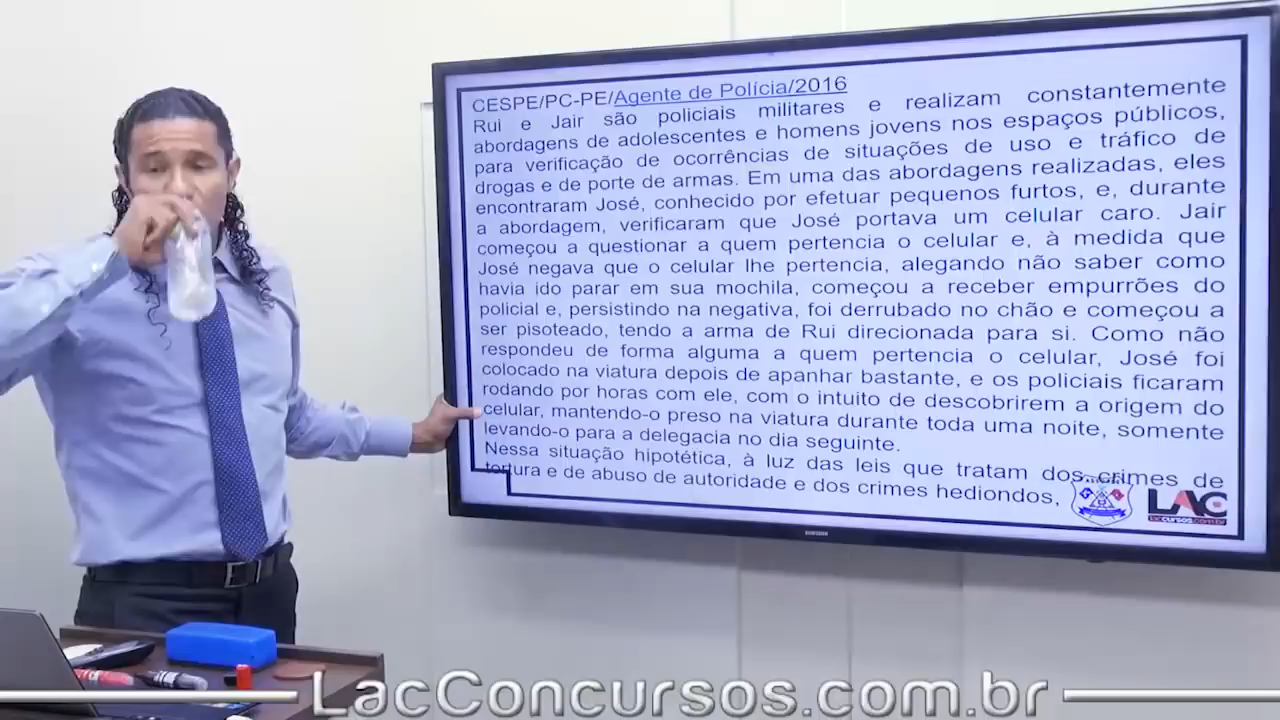 CESPE/PC-PE/Agente de Polícia/2016
Rui e Jair são policiais militares e realizam constantemente
abordagens de adolescentes e homens jovens nos espaços públicos,
para verificação de ocorrências de situações de uso e tráfico de
drogas e de porte de armas. Em uma das abordagens realizadas, eles
encontraram José, conhecido por efetuar pequenos furtos, e, durante
a abordagem, verificaram que José portava um celular caro. Jair
começou a questionar a quem pertencia o celular e, à medida que
José negava que o celular lhe pertencia, alegando não saber como
havia ido parar em sua mochila, começou a receber empurrões do
policial e, persistindo na negativa, foi derrubado no chão e começou a
ser pisoteado, tendo a arma de Rui direcionada para si. Como não
respondeu de forma alguma a quem pertencia o celular, José foi
colocado na viatura depois de apanhar bastante, e os policiais ficaram
rodando por horas com ele, com o intuito de descobrirem a origem do
celular, mantendo-o preso na viatura durante toda uma noite, somente
levando-o para a delegacia no dia seguinte.
Nessa situação hipotética, à luz das leis que tratam dos crimes de
tortura e de abuso de autoridade e dos crimes hediondos,
LAC
laccursos.com.br
SAMSUNG
LacConcursos.com.br